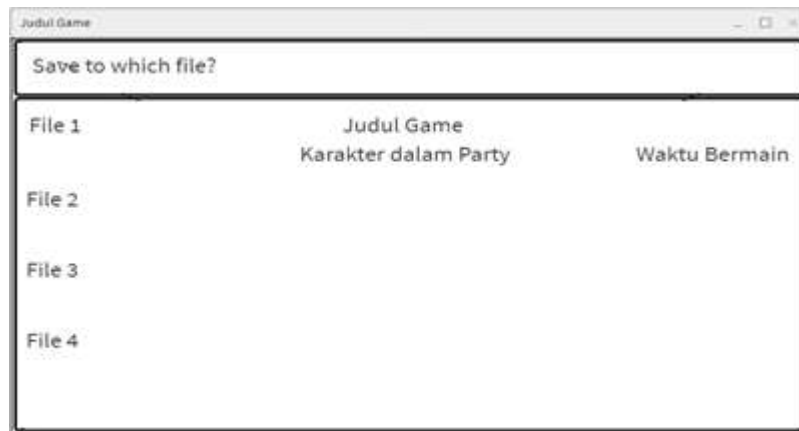 Judul Game
Save to which file?
File 1 Judul Game
Karakter dalam Party Waktu Bermain
File 2
File 3
File 4